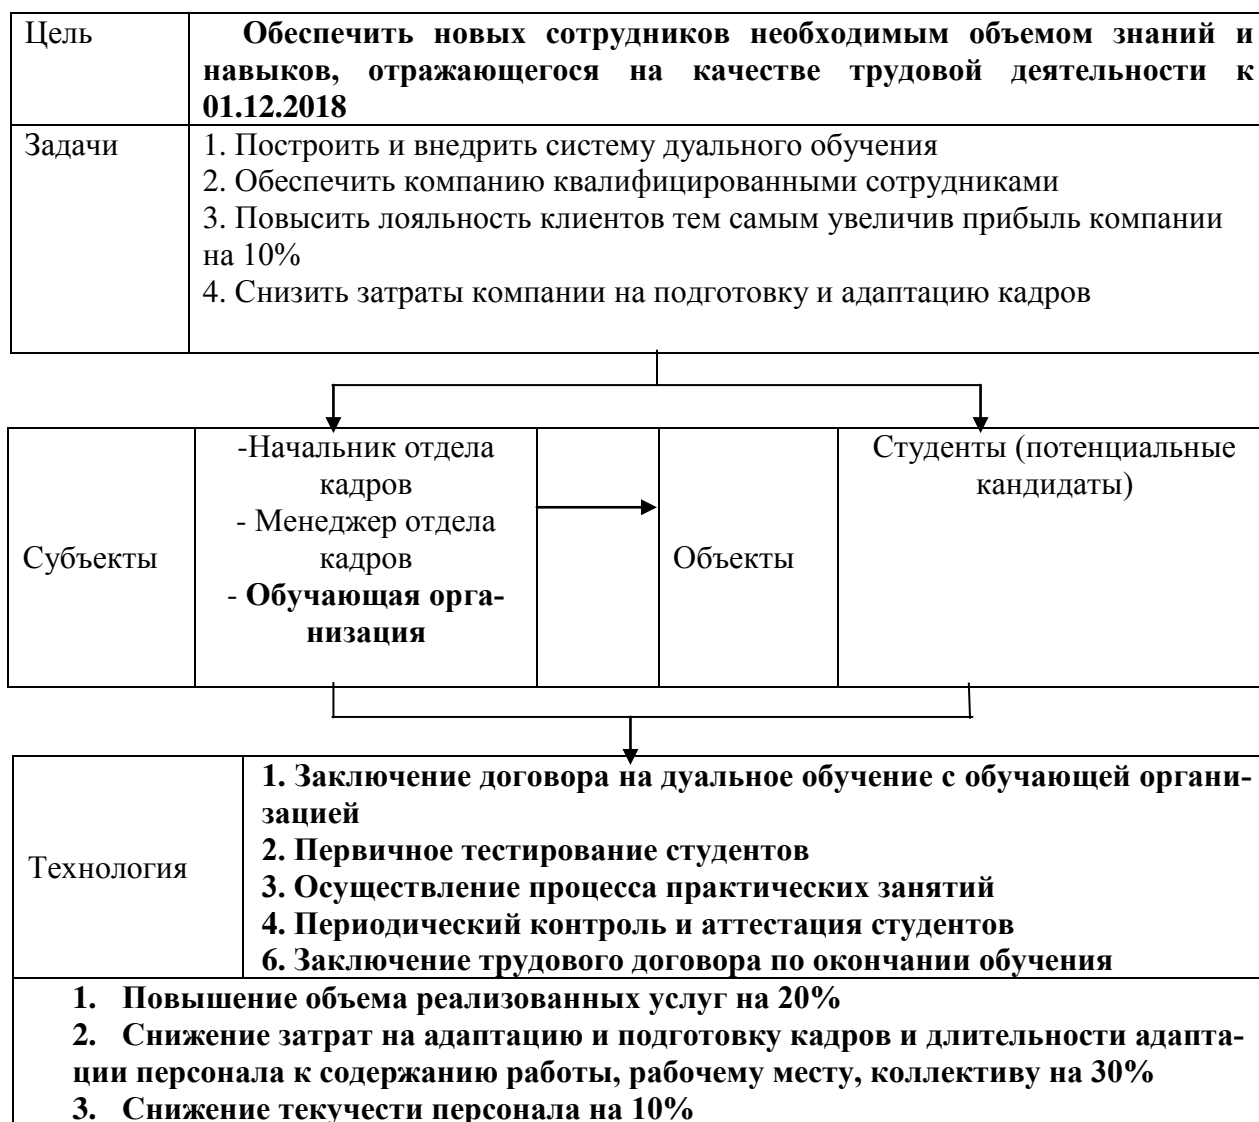 Цель
Обеспечить новых сотрудников необходимым объемом знаний и
навыков, отражающегося на качестве трудовой деятельности к
01.12.2018
Задачи
1. Построить и внедрить систему дуального обучения
2. Обеспечить компанию квалифицированными сотрудниками
3. Повысить лояльность клиентов тем самым увеличив прибыль компании
на 10%
4. Снизить затраты компании на подготовку и адаптацию кадров
Субъекты
-Начальник отдела
кадров
- Менеджер отдела
кадров
- Обучающая орга-
низация
Объекты
Студенты (потенциальные
кандидаты)
Технология
1. Заключение договора на дуальное обучение с обучающей органи-
зацией
2. Первичное тестирование студентов
3. Осуществление процесса практических занятий
4. Периодический контроль и аттестация студентов
6. Заключение трудового договора по окончании обучения
1. Повышение объема реализованных услуг на 20%
2. Снижение затрат на адаптацию и подготовку кадров и длительности адапта-
ции персонала к содержанию работы, рабочему месту, коллективу на 30%
3. Снижение текучести персонала на 10%